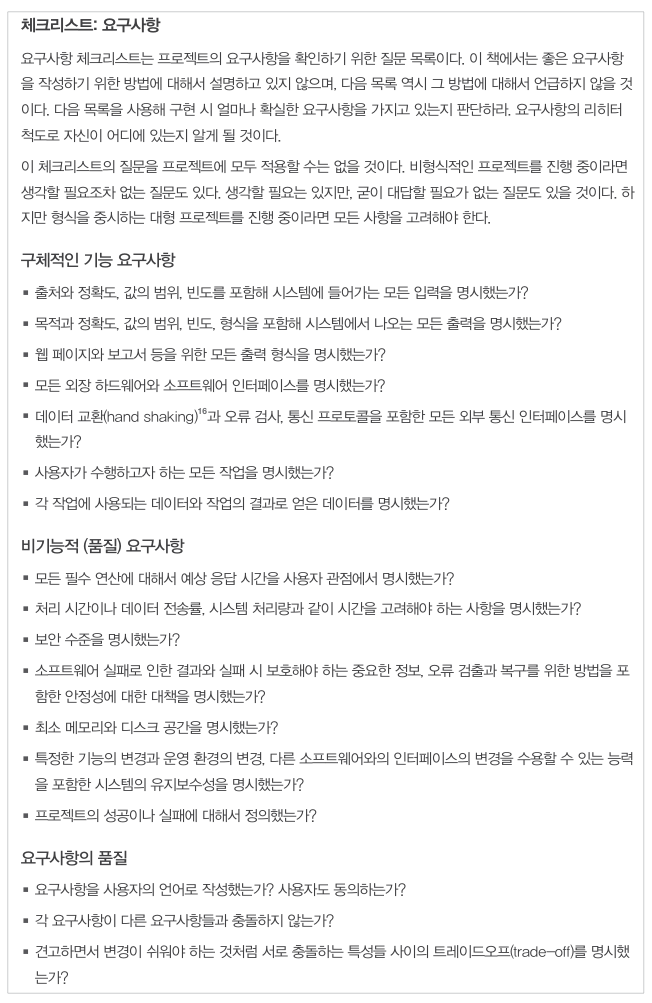 체크리스트: 요구사항
요구사항 체크리스트는 프로젝트의 요구사항을 확인하기 위한 질문 목록이다. 이 책에서는 좋은 요구사항
을 작성하기 위한 방법에 대해서 설명하고 있지 않으며, 다음 목록 역시 그 방법에 대해서 언급하지 않을 것
이다. 다음 목록을 사용해 구현 시 얼마나 확실한 요구사항을 가지고 있는지 판단하라. 요구사항의 리히터
척도로 자신이 어디에 있는지 알게 될 것이다.
이 체크리스트의 질문을 프로젝트에 모두 적용할 수는 없을 것이다. 비형식적인 프로젝트를 진행 중이라면
생각할 필요조차 없는 질문도 있다. 생각할 필요는 있지만, 굳이 대답할 필요가 없는 질문도 있을 것이다. 하
지만 형식을 중시하는 대형 프로젝트를 진행 중이라면 모든 사항을 고려해야 한다.
구체적인 기능 요구사항
▪ 출처와 정확도, 값의 범위, 빈도를 포함해 시스템에 들어가는 모든 입력을 명시했는가?
▪ 목적과 정확도, 값의 범위, 빈도, 형식을 포함해 시스템에서 나오는 모든 출력을 명시했는가?
▪ 웹 페이지와 보고서 등을 위한 모든 출력 형식을 명시했는가?
▪ 모든 외장 하드웨어와 소프트웨어 인터페이스를 명시했는가?
▪ 데이터 교환(hand shaking)16과 오류 검사, 통신 프로토콜을 포함한 모든 외부 통신 인터페이스를 명시
했는가?
▪ 사용자가 수행하고자 하는 모든 작업을 명시했는가?
▪ 각 작업에 사용되는 데이터와 작업의 결과로 얻은 데이터를 명시했는가?
비기능적 (품질) 요구사항
▪ 모든 필수 연산에 대해서 예상 응답 시간을 사용자 관점에서 명시했는가?
▪ 처리 시간이나 데이터 전송률, 시스템 처리량과 같이 시간을 고려해야 하는 사항을 명시했는가?
▪ 보안 수준을 명시했는가?
▪ 소프트웨어 실패로 인한 결과와 실패 시 보호해야 하는 중요한 정보, 오류 검출과 복구를 위한 방법을 포
함한 안정성에 대한 대책을 명시했는가?
▪ 최소 메모리와 디스크 공간을 명시했는가?
▪ 특정한 기능의 변경과 운영 환경의 변경, 다른 소프트웨어와의 인터페이스의 변경을 수용할 수 있는 능력
을 포함한 시스템의 유지보수성을 명시했는가?
▪ 프로젝트의 성공이나 실패에 대해서 정의했는가?
요구사항의 품질
▪ 요구사항을 사용자의 언어로 작성했는가? 사용자도 동의하는가?
▪ 각 요구사항이 다른 요구사항들과 충돌하지 않는가?
▪ 견고하면서 변경이 쉬워야 하는 것처럼 서로 충돌하는 특성들 사이의 트레이드오프(trade-off)를 명시했
는가?